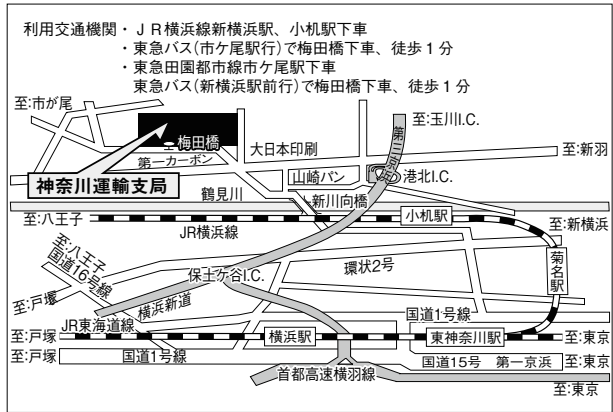 利用交通機関・ＪＲ横浜線新横浜駅、小机駅下車
・東急バス(市ケ尾駅行)で梅田橋下車、徒歩１分
・東急田園都市線市ケ尾駅下車
東急バス(新横浜駅前行)で梅田橋下車、徒歩１分
至:市が尾
至:玉川I.C.
梅田橋
大日本印刷
第三京浜
至:新羽
第一カーボン
山崎パン
港北I.C.
神奈川運輸支局
鶴見川
新川向橋
至:八王子
小机駅
至:新横浜
JR横浜線
至:八王子
国道16号線
菊名駅
環状2号
保土ケ谷I.C.
至:戸塚
横浜新道
国道1号線
JR東海道線
至:戸塚
横浜駅
東神奈川駅
至:東京
至:戸塚
国道1号線
国道15号 第一京浜
至:東京
首都高速横羽線
至:東京